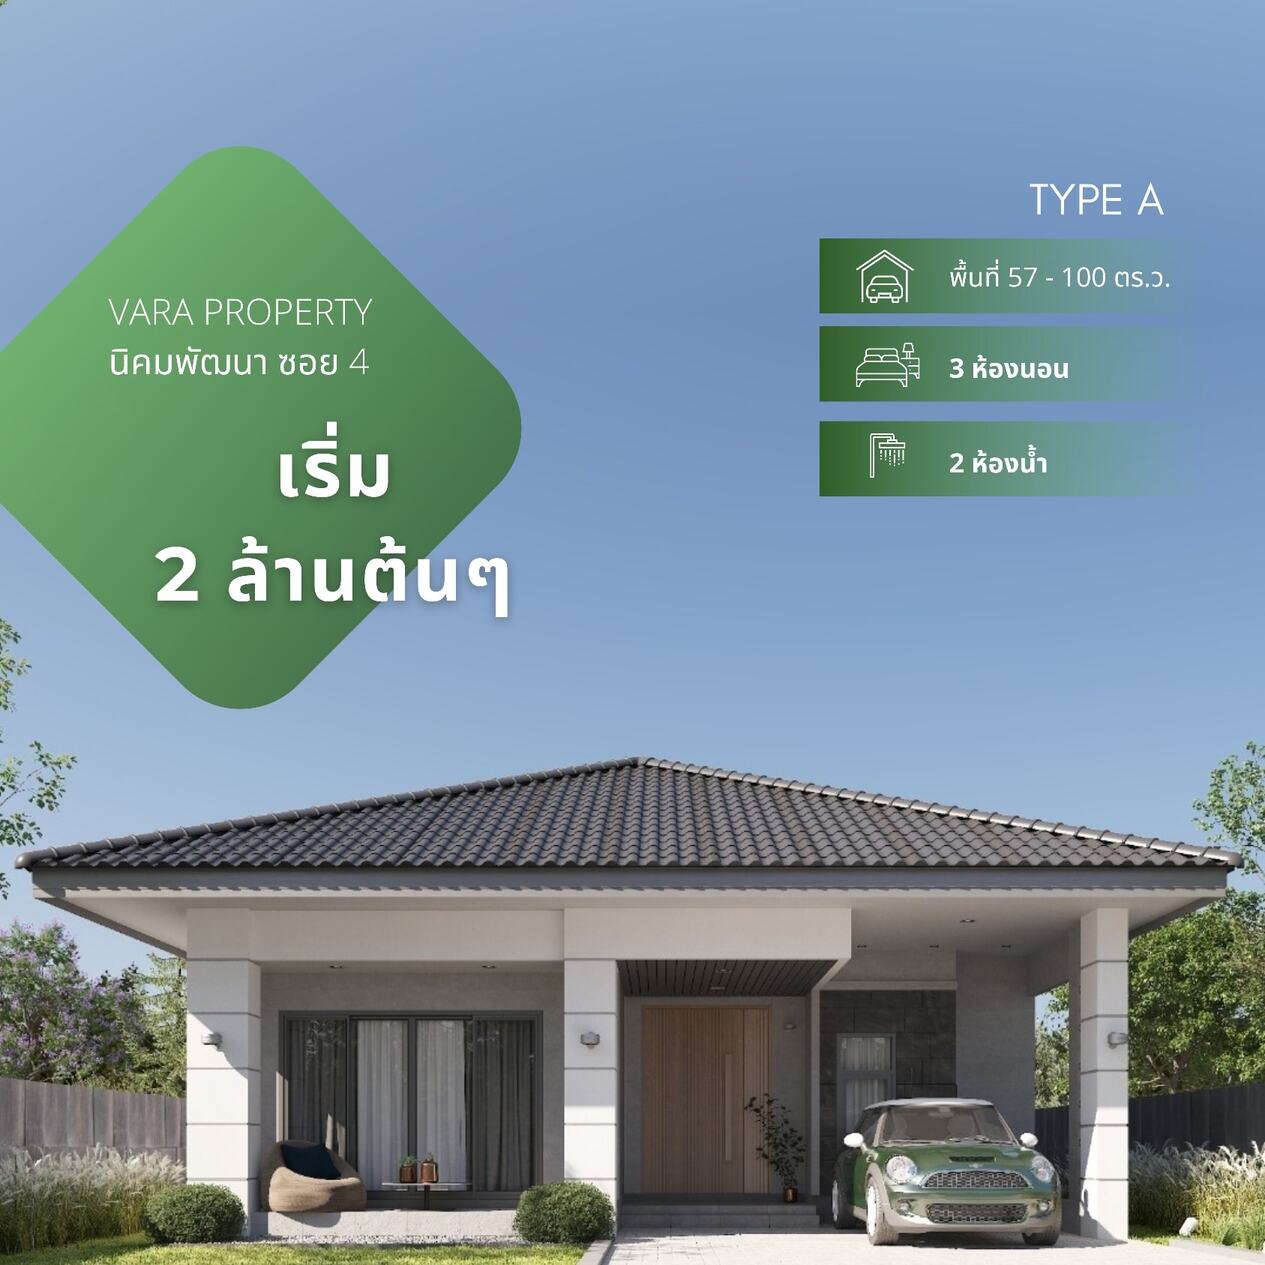 VARA PROPERTY
นิคมพัฒนา ซอย 4
เริ่ม
2 ล้านต้นๆ
TYPE A
พื้นที่ 57 - 100 ตร.ว.
3 ห้องนอน
2 ห้องน้ำ